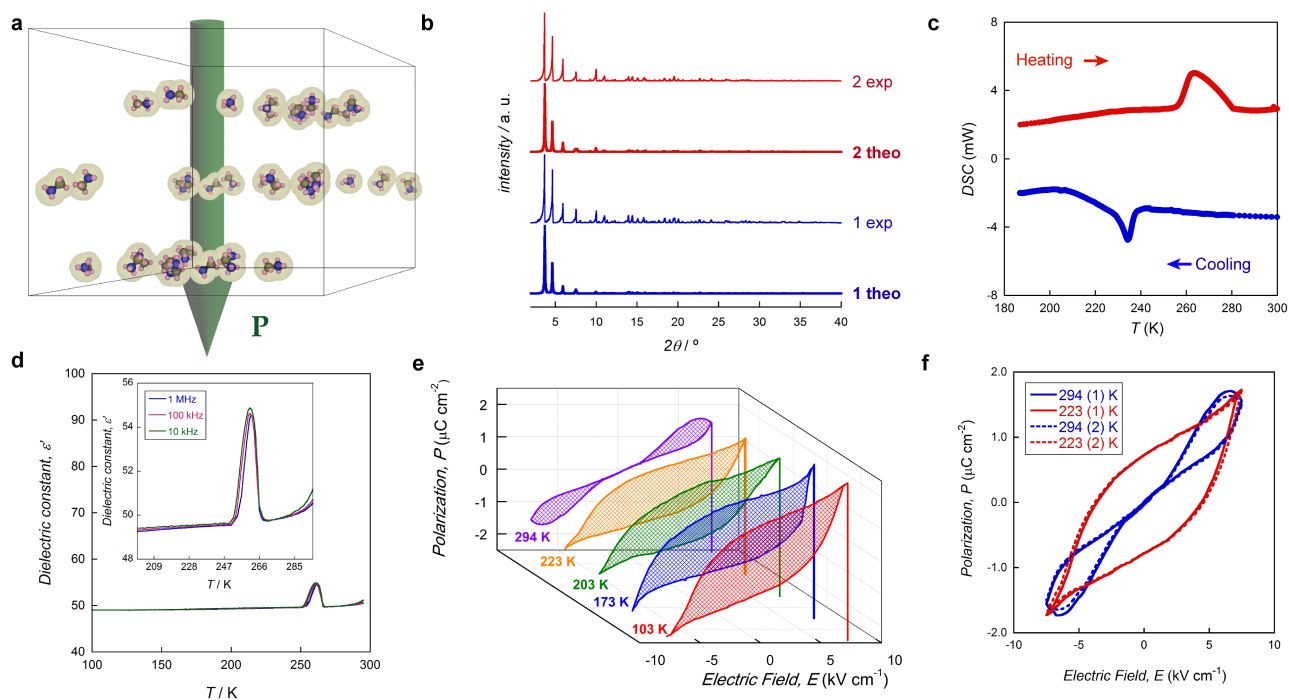 a
P
b
intensity / a. u.
2 exp
2 theo
1 exp
1 theo
5 10 15 20 25 30 35 40
2θ / º
c
DSC (mW)
8
4
0
-4
-8
Heating
Cooling
200 220 240 260 280 300
T (K)
d
Dielectric constant, ε'
100
90
80
70
60
50
40
100 150 200 250 300
T / K
56
54
52
50
48
Dielectric constant, ε'
1 MHz
100 kHz
10 kHz
209 228 247 266 285
T / K
e
Polarization, P (μC cm⁻²)
2
1
0
-1
-2
294 K
223 K
203 K
173 K
103 K
-10 -5 0 5 10
Electric Field, E (kV cm⁻¹)
f
Polarization, P (μC cm⁻²)
2.0
1.0
0.0
-1.0
-2.0
294 (1) K
223 (1) K
294 (2) K
223 (2) K
-10 -5 0 5 10
Electric Field, E (kV cm⁻¹)